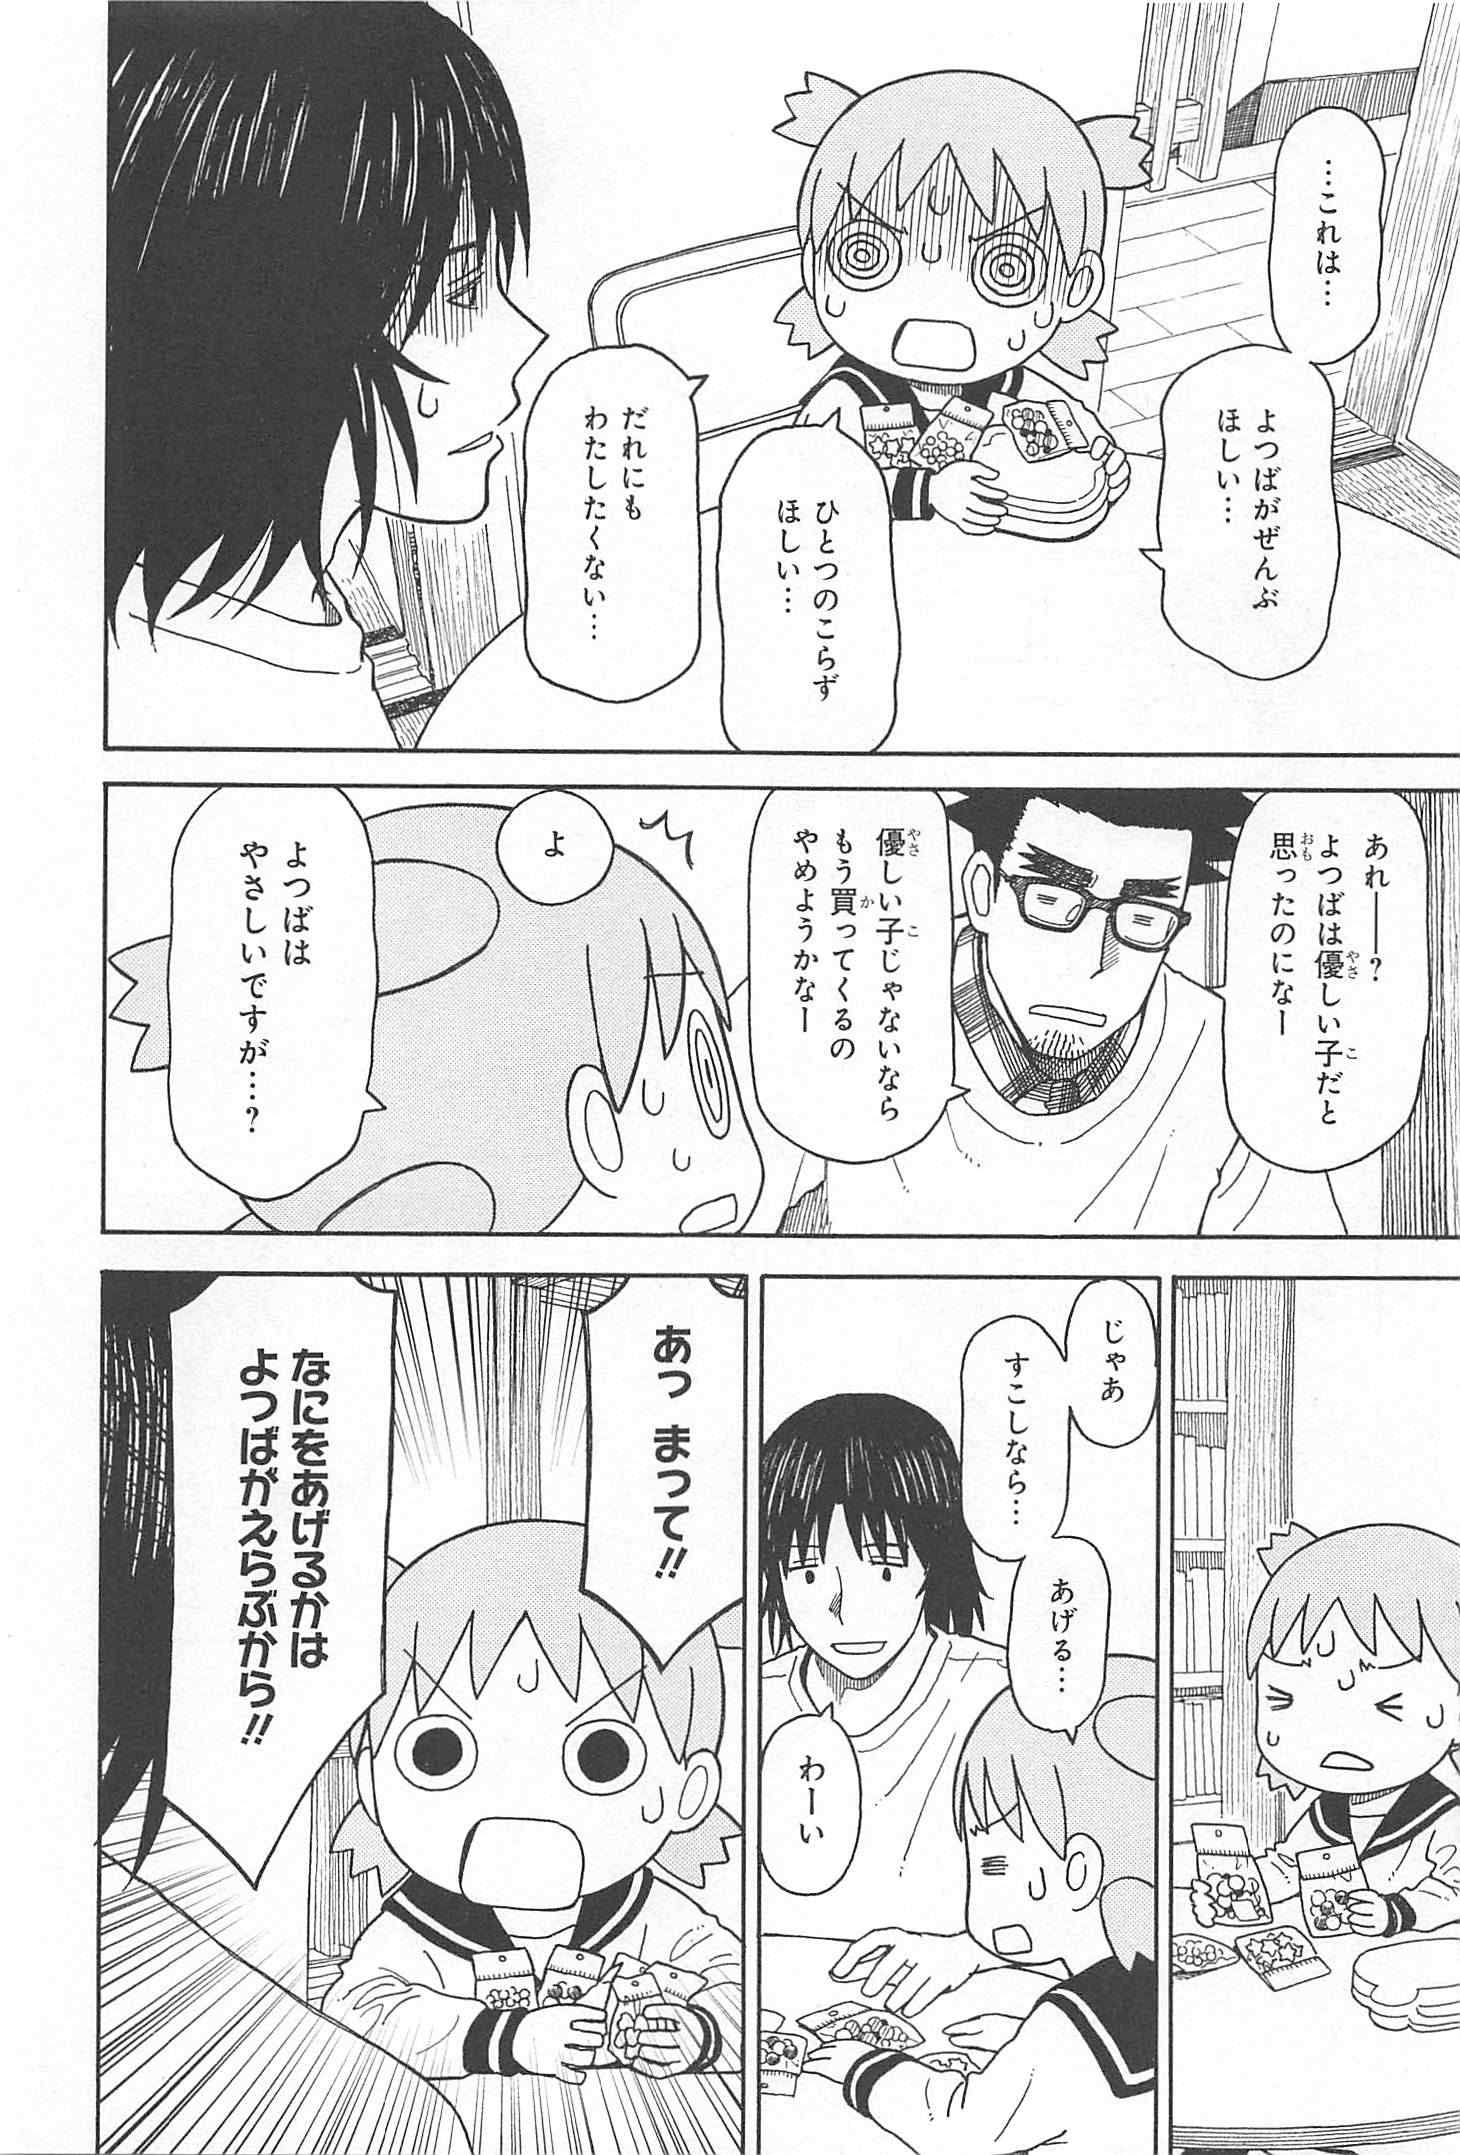 …これは…
よつばがぜんぶ
ほしい…
ひとつのこらず
ほしい…
だれにも
わたしたくない…
あれ――?
よつばは優しい子だと
思ったのになー
優しい子じゃないなら
もう買ってくるの
やめようかなー
よ
よつばは
やさしいですが…?
じゃあ
すこしなら…
あげる…
わーい
あっ まって!!
なにをあげるかは
よつばがえらぶから!!